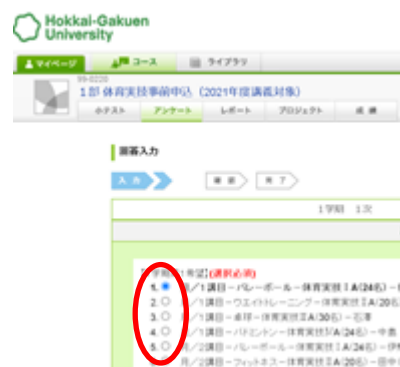 Hokkai-Gakuen
University
マイページ
コース
ライブラリ
99-0220
1部 体育実技事前申込 (2021年度講義対象)
小テスト アンケート レポート プロジェクト 成績
回答入力
入力 確認 完了
1学期 1次
希望】(選択必須)
1. 月/1講目-バレーボール-体育実技ⅠA(24名)-
2. 月/1講目-ウエイトトレーニング-体育実技ⅡA(20名
3. 月/1講目-卓球-体育実技ⅡA(30名)-石澤
4. 月/1講目-バドミントン-体育実技ⅣA(24名)-中島
5. 月/2講目-バレーボール-体育実技ⅠA(24名)-伊
月/2講目-フィットネス-体育実技ⅡA(20名)-田中